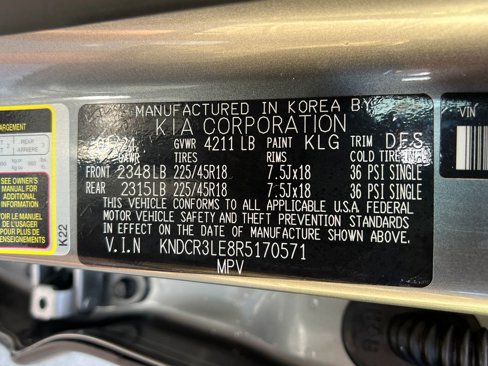 MANUFACTURED IN KOREA BY
KIA CORPORATION
GVWR 4211 LB PAINT KLG TRIM DFS
GAWR TIRES RIMS COLD TIRE
FRONT 2348LB 225/45R18 7.5Jx18 36 PSI SINGLE
REAR 2315LB 225/45R18 7.5Jx18 36 PSI SINGLE
THIS VEHICLE CONFORMS TO ALL APPLICABLE U.S.A FEDERAL
MOTOR VEHICLE SAFETY AND THEFT PREVENTION STANDARDS
IN EFFECT ON THE DATE OF MANUFACTURE SHOWN ABOVE.
V.I.N KNDCR3LE8R5170571
MPV
REAR
ARRIERE
SEE OWNER'S
MANUAL FOR
ADDITIONAL
INFORMATION
VOIR LE MANUEL
DE L'USAGER
POUR PLUS
K22
VIN